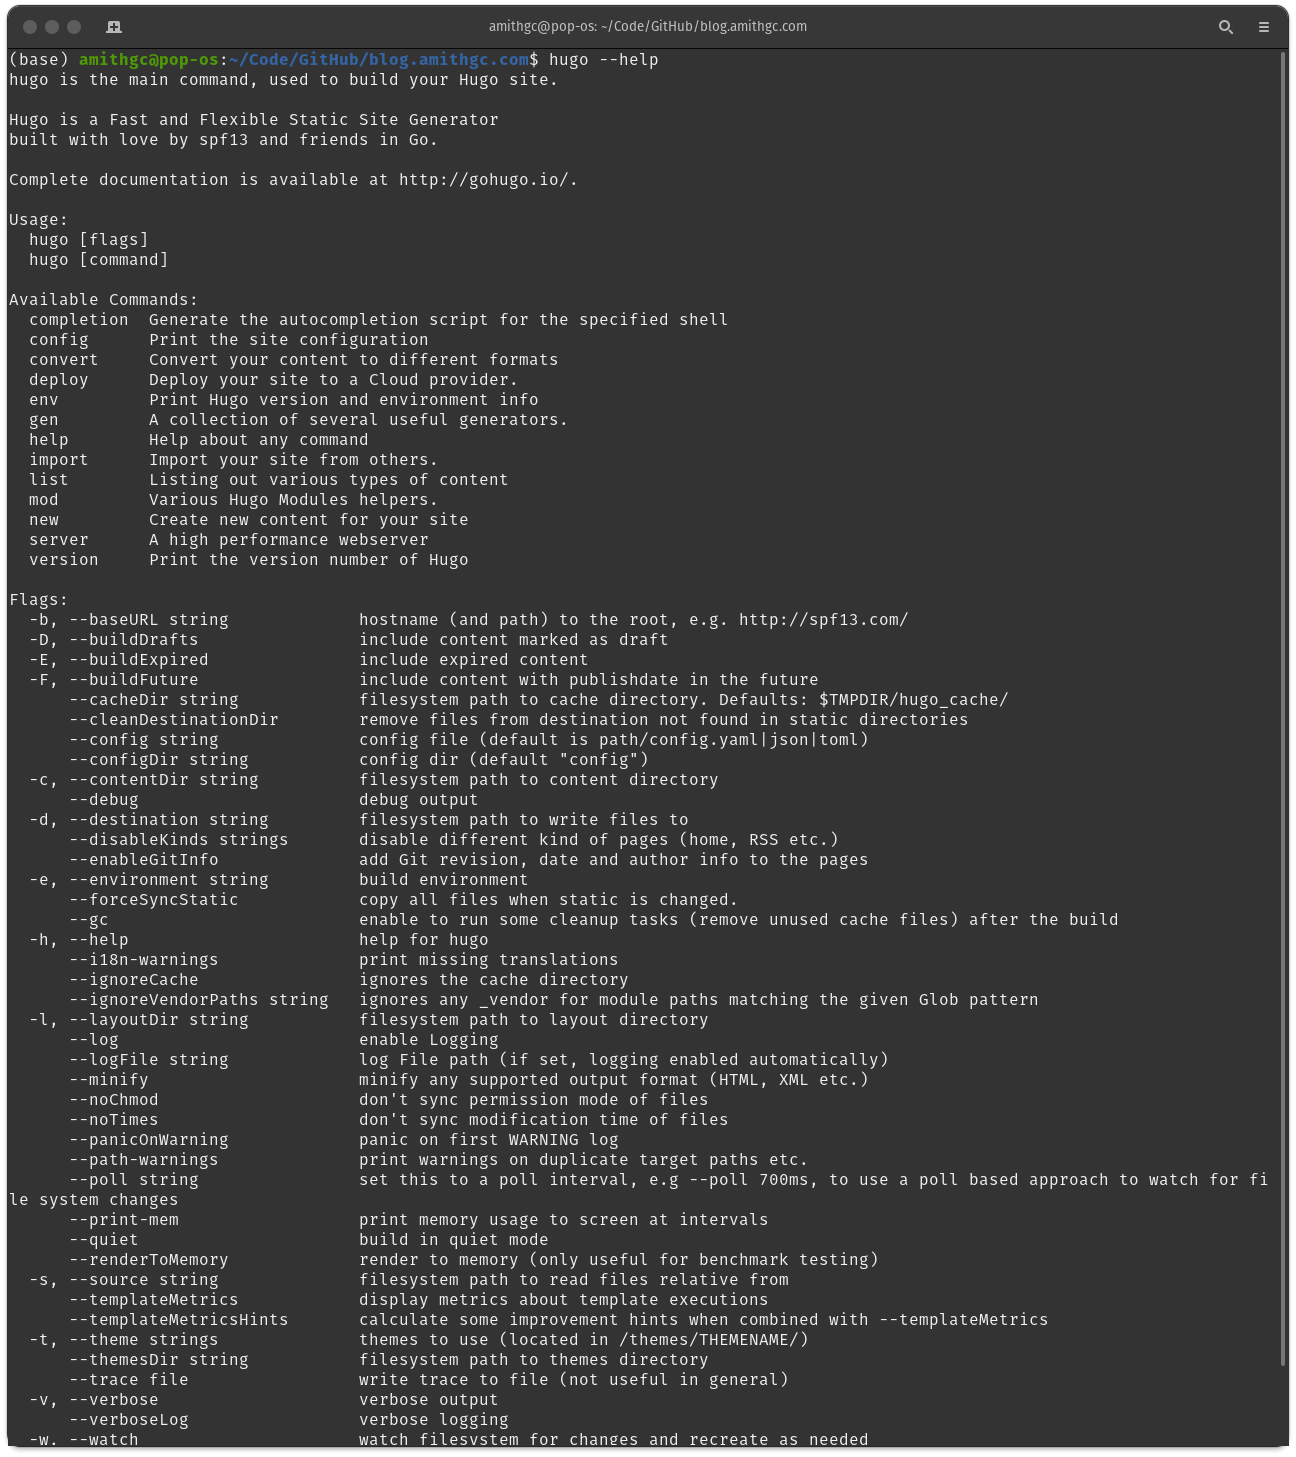 amithgc@pop-os: ~/Code/GitHub/blog.amithgc.com
(base) amithgc@pop-os:~/Code/GitHub/blog.amithgc.com$ hugo --help
hugo is the main command, used to build your Hugo site.

Hugo is a Fast and Flexible Static Site Generator
built with love by spf13 and friends in Go.

Complete documentation is available at http://gohugo.io/.

Usage:
  hugo [flags]
  hugo [command]

Available Commands:
  completion  Generate the autocompletion script for the specified shell
  config      Print the site configuration
  convert     Convert your content to different formats
  deploy      Deploy your site to a Cloud provider.
  env         Print Hugo version and environment info
  gen         A collection of several useful generators.
  help        Help about any command
  import      Import your site from others.
  list        Listing out various types of content
  mod         Various Hugo Modules helpers.
  new         Create new content for your site
  server      A high performance webserver
  version     Print the version number of Hugo

Flags:
  -b, --baseURL string             hostname (and path) to the root, e.g. http://spf13.com/
  -D, --buildDrafts                include content marked as draft
  -E, --buildExpired               include expired content
  -F, --buildFuture                include content with publishdate in the future
      --cacheDir string            filesystem path to cache directory. Defaults: $TMPDIR/hugo_cache/
      --cleanDestinationDir        remove files from destination not found in static directories
      --config string              config file (default is path/config.yaml|json|toml)
      --configDir string           config dir (default "config")
  -c, --contentDir string          filesystem path to content directory
      --debug                      debug output
  -d, --destination string         filesystem path to write files to
      --disableKinds strings       disable different kind of pages (home, RSS etc.)
      --enableGitInfo              add Git revision, date and author info to the pages
  -e, --environment string         build environment
      --forceSyncStatic            copy all files when static is changed.
      --gc                         enable to run some cleanup tasks (remove unused cache files) after the build
  -h, --help                       help for hugo
      --i18n-warnings              print missing translations
      --ignoreCache                ignores the cache directory
      --ignoreVendorPaths string   ignores any _vendor for module paths matching the given Glob pattern
  -l, --layoutDir string           filesystem path to layout directory
      --log                        enable Logging
      --logFile string             log File path (if set, logging enabled automatically)
      --minify                     minify any supported output format (HTML, XML etc.)
      --noChmod                    don't sync permission mode of files
      --noTimes                    don't sync modification time of files
      --panicOnWarning             panic on first WARNING log
      --path-warnings              print warnings on duplicate target paths etc.
      --poll string                set this to a poll interval, e.g --poll 700ms, to use a poll based approach to watch for fi
le system changes
      --print-mem                  print memory usage to screen at intervals
      --quiet                      build in quiet mode
      --renderToMemory             render to memory (only useful for benchmark testing)
  -s, --source string              filesystem path to read files relative from
      --templateMetrics            display metrics about template executions
      --templateMetricsHints       calculate some improvement hints when combined with --templateMetrics
  -t, --theme strings              themes to use (located in /themes/THEMENAME/)
      --themesDir string           filesystem path to themes directory
      --trace file                 write trace to file (not useful in general)
  -v, --verbose                    verbose output
      --verboseLog                 verbose logging
  -w, --watch                      watch filesystem for changes and recreate as needed